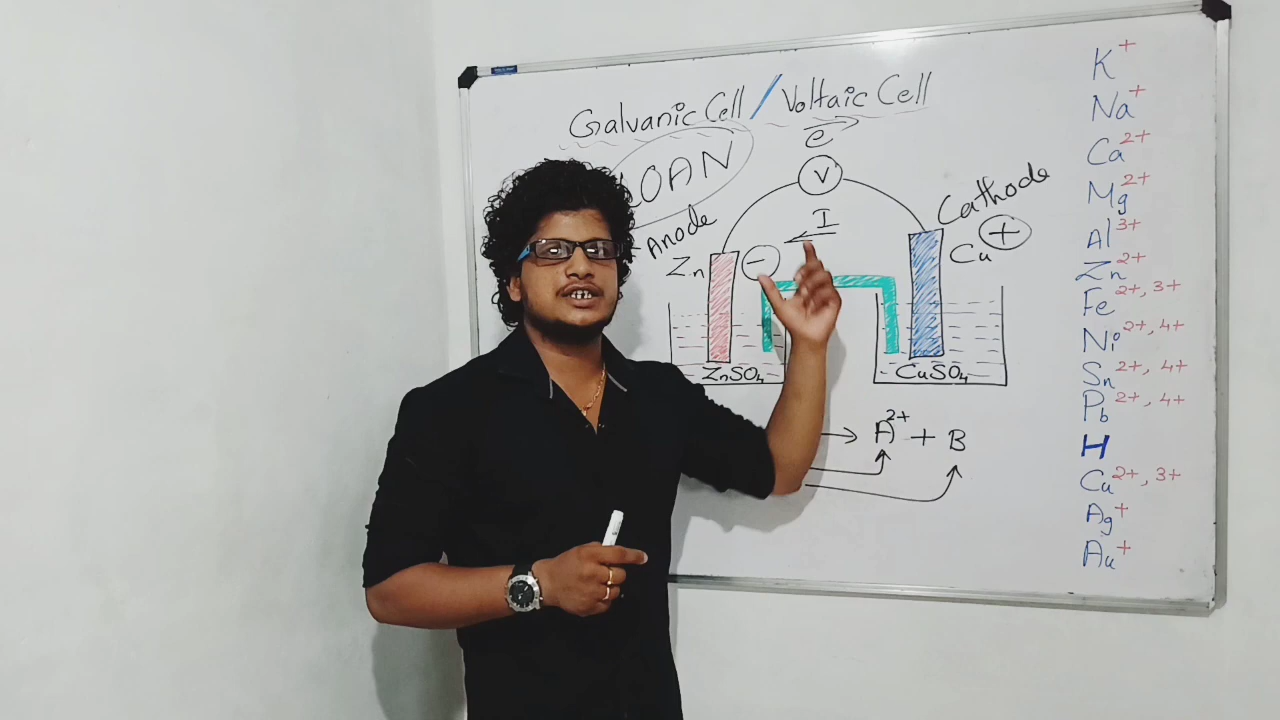 Galvanic Cell / Voltaic Cell
LOAN
e
V
I
Anode
Cathode
Zn
-
Cu
+
ZnSO4
CuSO4
→ A2+ + B
K+
Na+
Ca2+
Mg2+
Al3+
Zn2+
Fe2+, 3+
Ni2+, 4+
Sn2+, 4+
Pb2+, 4+
H
Cu2+, 3+
Ag+
Au+